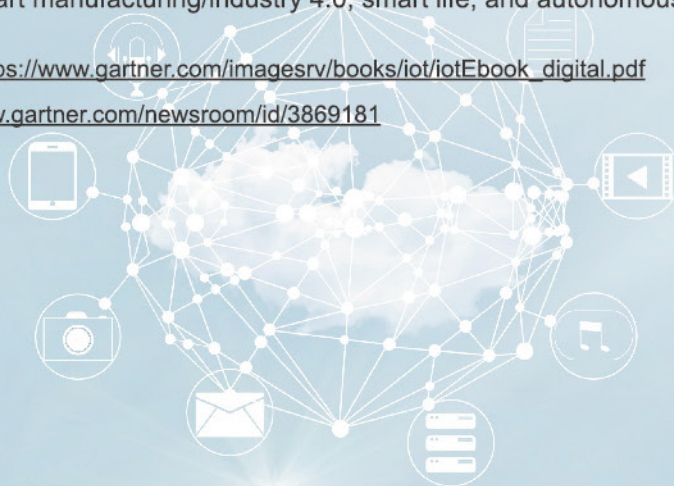 art manufacturing/industry 4.0, smart life, and autonomous
ps://www.gartner.com/imagesrv/books/iot/iotEbook_digital.pdf
w.gartner.com/newsroom/id/3869181